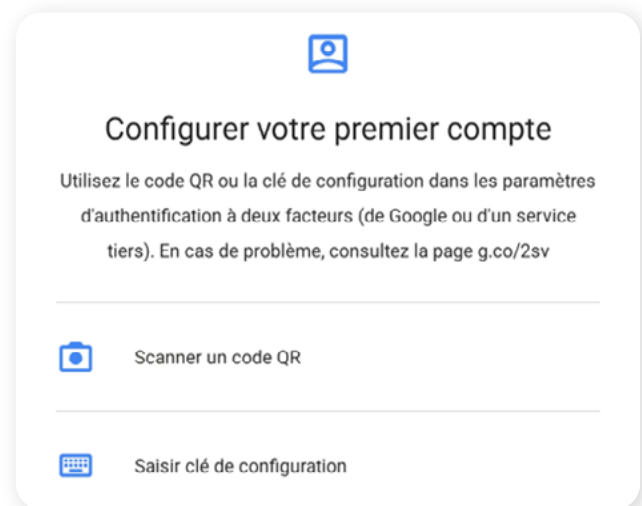 Configurer votre premier compte
Utilisez le code QR ou la clé de configuration dans les paramètres
d'authentification à deux facteurs (de Google ou d'un service
tiers). En cas de problème, consultez la page g.co/2sv
Scanner un code QR
Saisir clé de configuration